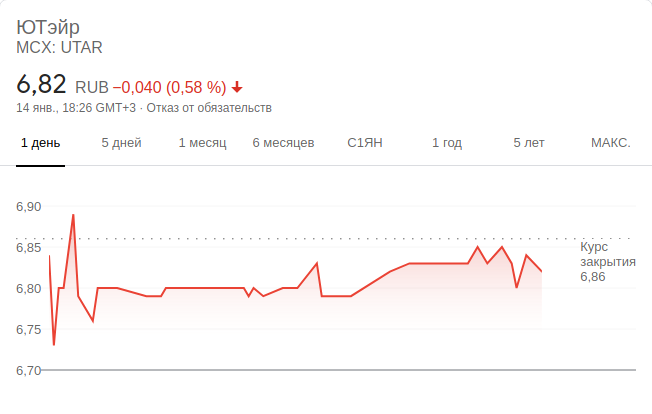 ЮТэйр
MCX: UTAR
6,82 RUB −0,040 (0,58 %)
14 янв., 18:26 GMT+3 · Отказ от обязательств
1 день 5 дней 1 месяц 6 месяцев С1ЯН 1 год 5 лет МАКС.
6,90
6,85
6,80
6,75
6,70
Курс
закрытия
6,86